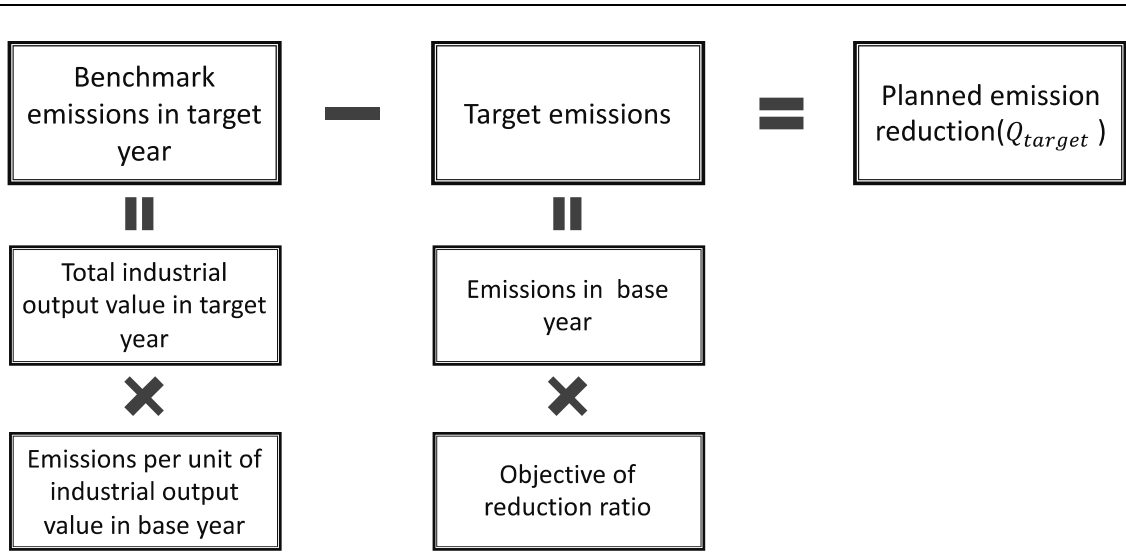 Benchmark
emissions in target
year
Target emissions
Planned emission
reduction(Q_target )
Total industrial
output value in target
year
Emissions in  base
year
Emissions per unit of
industrial output
value in base year
Objective of
reduction ratio